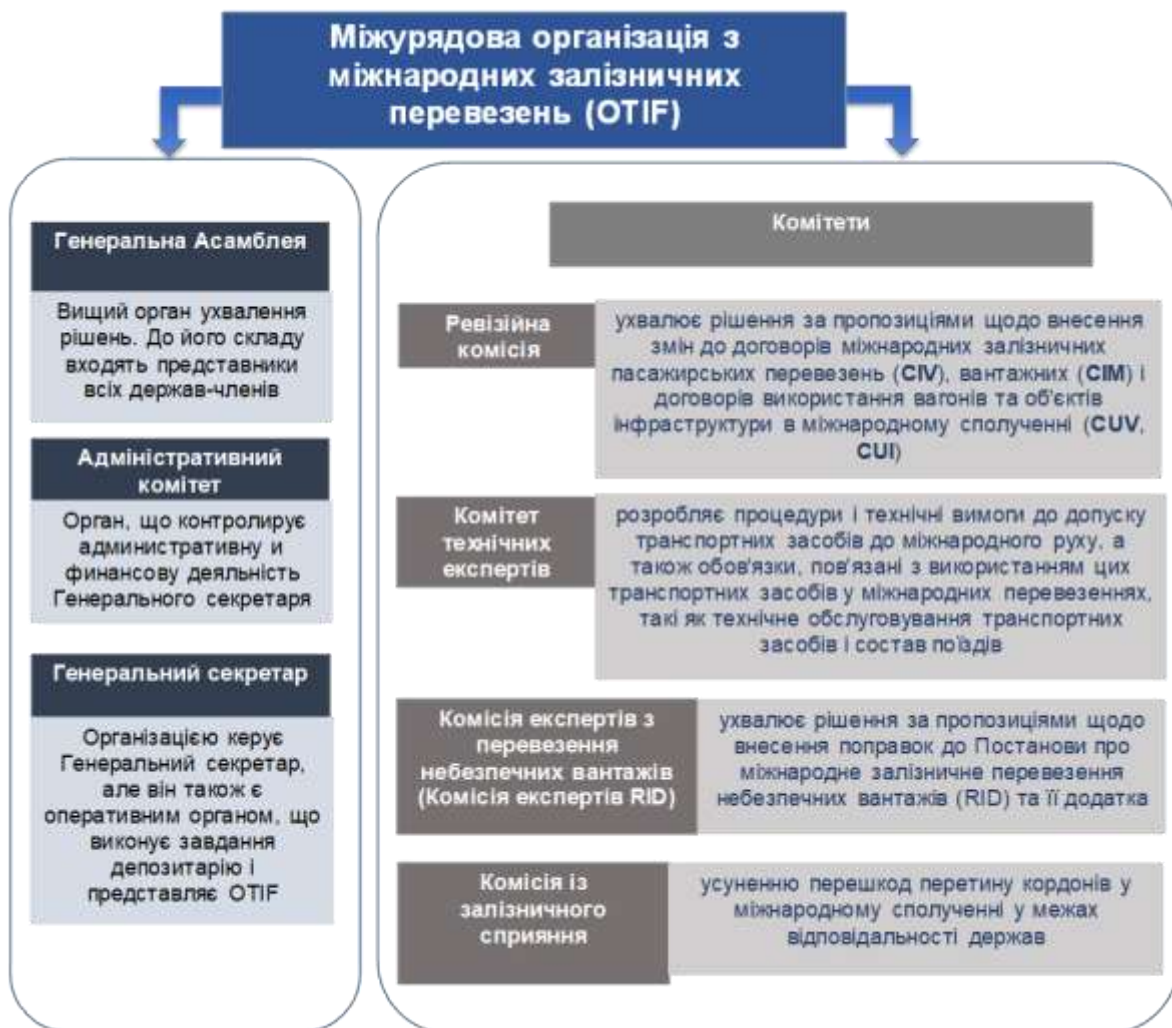 Міжурядова організація з
міжнародних залізничних
перевезень (OTIF)
Генеральна Асамблея
Вищий орган ухвалення
рішень. До його складу
входять представники
всіх держав-членів
Адміністративний
комітет
Орган, що контролирує
административну и
финансову деяльність
Генерального секретаря
Генеральний секретар
Організацією керує
Генеральний секретар,
але він також є
оперативним органом, що
виконує завдання
депозитарію і
представляє OTIF
Комітети
Ревізійна
комісія
ухвалює рішення за пропозиціями щодо внесення
змін до договорів міжнародних залізничних
пасажирських перевезень (CIV), вантажних (CIM) і
договорів використання вагонів та об'єктів
інфраструктури в міжнародному сполученні (CUV,
CUI)
Комітет
технічних
експертів
розробляє процедури і технічні вимоги до допуску
транспортних засобів до міжнародного руху, а
також обов'язки, пов'язані з використанням цих
транспортних засобів у міжнародних перевезеннях,
такі як технічне обслуговування транспортних
засобів і состав поїздів
Комісія експертів з
перевезення
небезпечних вантажів
(Комісія експертів RID)
ухвалює рішення за пропозиціями щодо
внесення поправок до Постанови про
міжнародне залізничне перевезення
небезпечних вантажів (RID) та її додатка
Комісія із
залізничного
сприяння
усуненню перешкод перетину кордонів у
міжнародному сполученні у межах
відповідальності держав